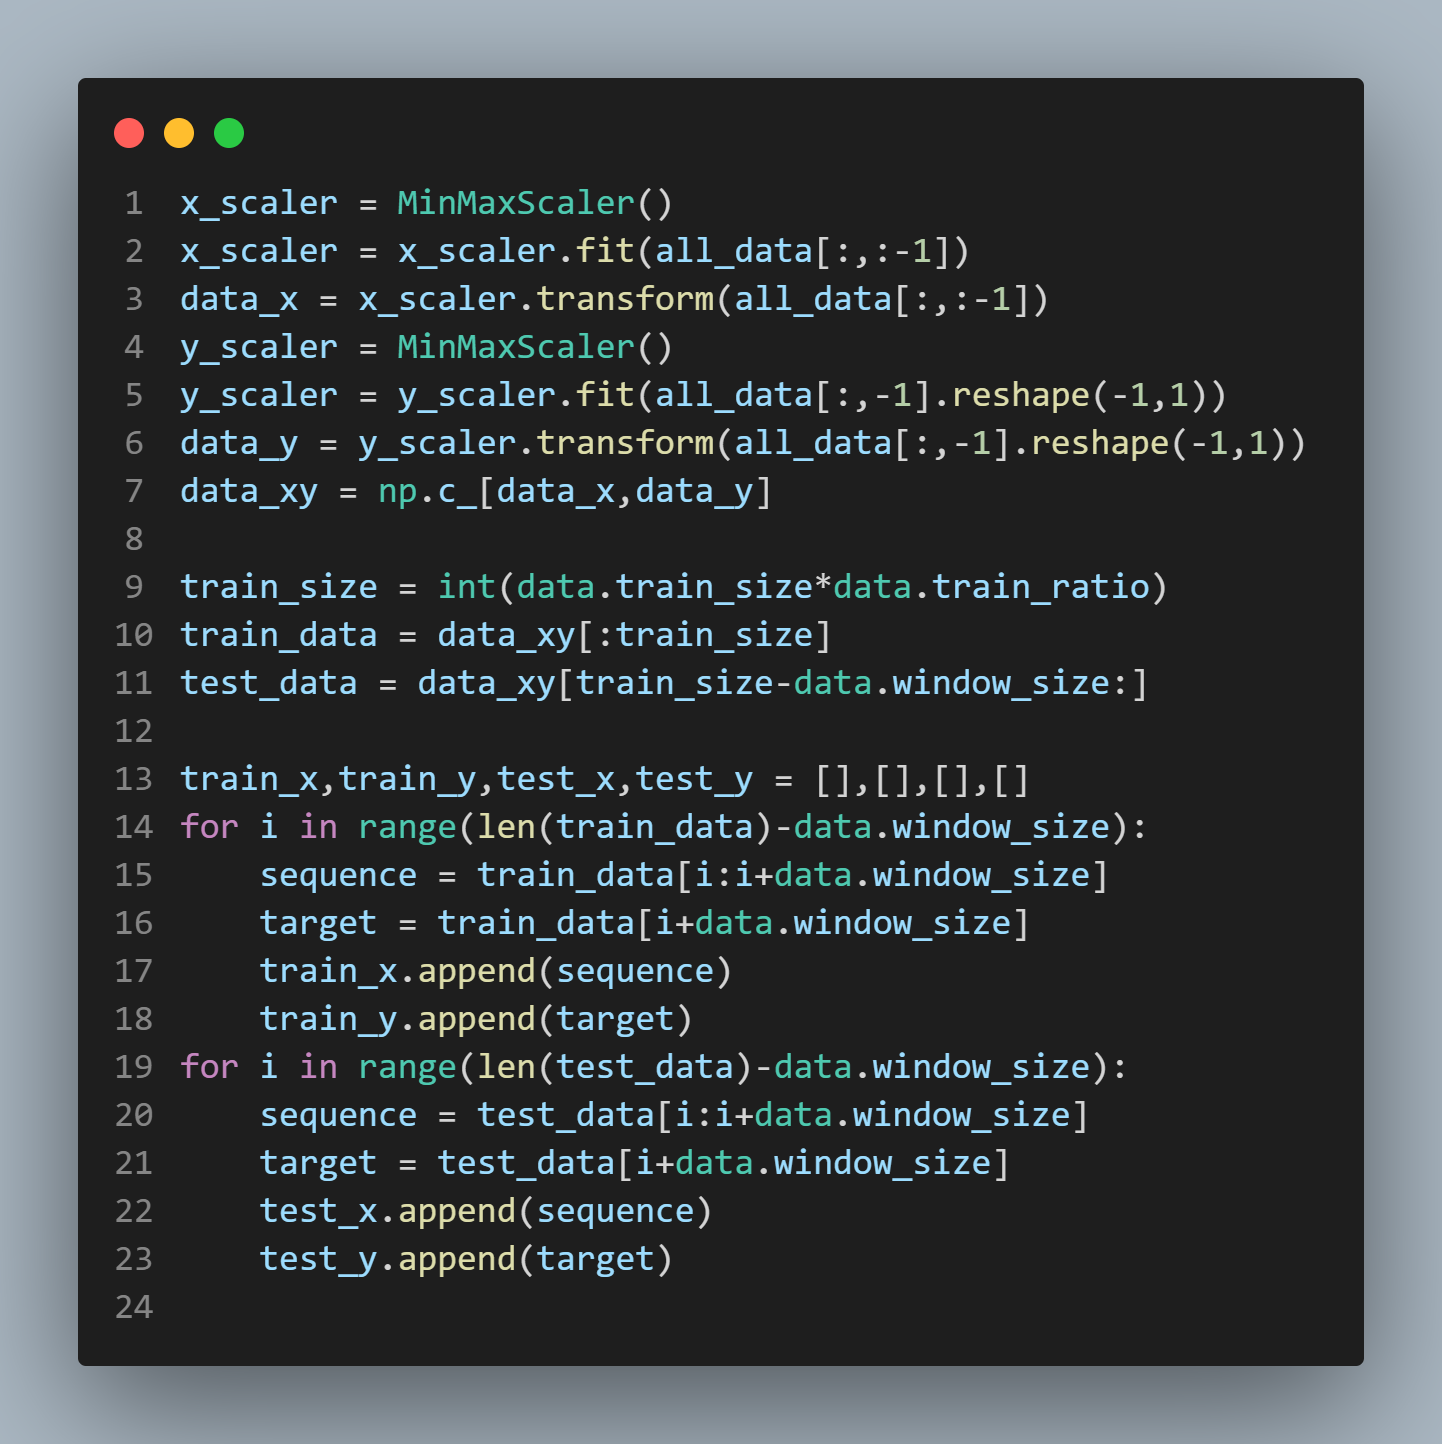 1 x_scaler = MinMaxScaler()
2 x_scaler = x_scaler.fit(all_data[:,:-1])
3 data_x = x_scaler.transform(all_data[:,:-1])
4 y_scaler = MinMaxScaler()
5 y_scaler = y_scaler.fit(all_data[:,-1].reshape(-1,1))
6 data_y = y_scaler.transform(all_data[:,-1].reshape(-1,1))
7 data_xy = np.c_[data_x,data_y]
8
9 train_size = int(data.train_size*data.train_ratio)
10 train_data = data_xy[:train_size]
11 test_data = data_xy[train_size-data.window_size:]
12
13 train_x,train_y,test_x,test_y = [],[],[],[]
14 for i in range(len(train_data)-data.window_size):
15     sequence = train_data[i:i+data.window_size]
16     target = train_data[i+data.window_size]
17     train_x.append(sequence)
18     train_y.append(target)
19 for i in range(len(test_data)-data.window_size):
20     sequence = test_data[i:i+data.window_size]
21     target = test_data[i+data.window_size]
22     test_x.append(sequence)
23     test_y.append(target)
24